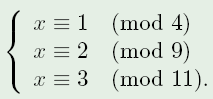 x ≡ 1 (mod 4)
x ≡ 2 (mod 9)
x ≡ 3 (mod 11).